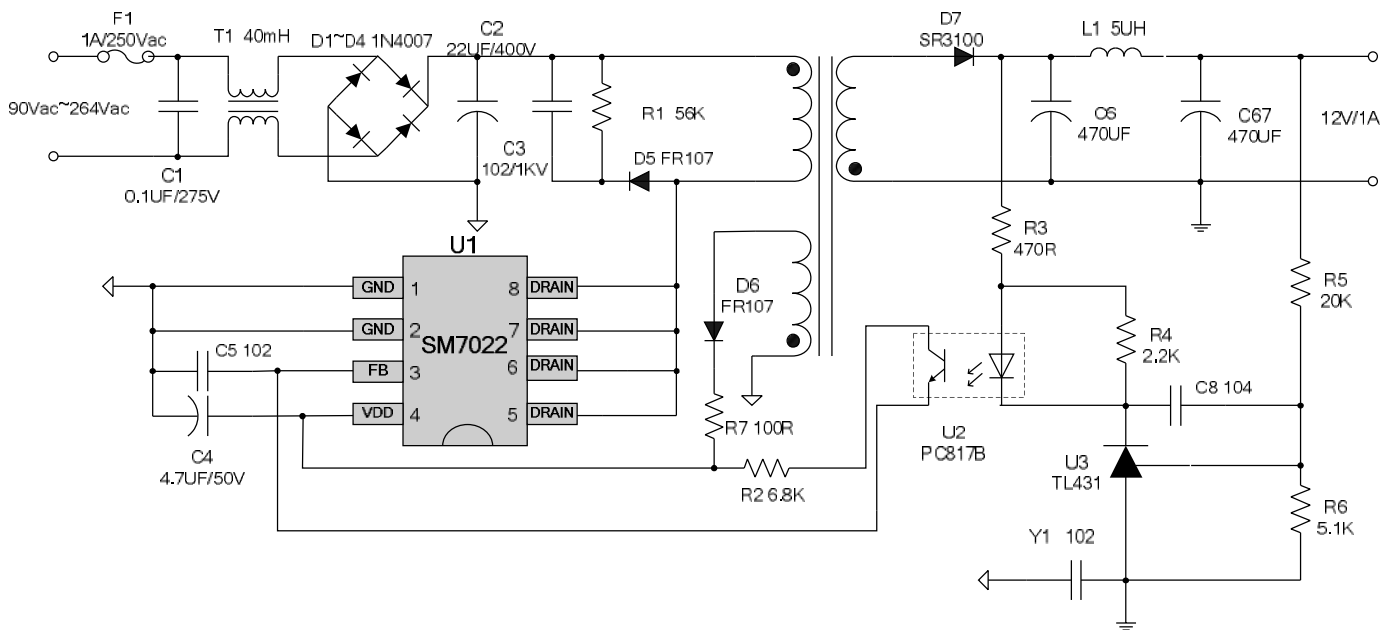 F1
1A/250Vac
T1 40mH
D1~D4 1N4007
C2
22UF/400V
D7
SR3100
L1 5UH
90Vac~264Vac
R1 56K
C6
470UF
C67
470UF
12V/1A
C1
0.1UF/275V
C3
102/1KV
D5 FR107
U1
R3
470R
GND 1
8 DRAIN
D6
FR107
R5
20K
GND 2
7 DRAIN
SM7022
R4
2.2K
C5 102
FB 3
6 DRAIN
C8 104
VDD 4
5 DRAIN
R7 100R
U2
PC817B
C4
4.7UF/50V
U3
TL431
R2 6.8K
R6
5.1K
Y1 102